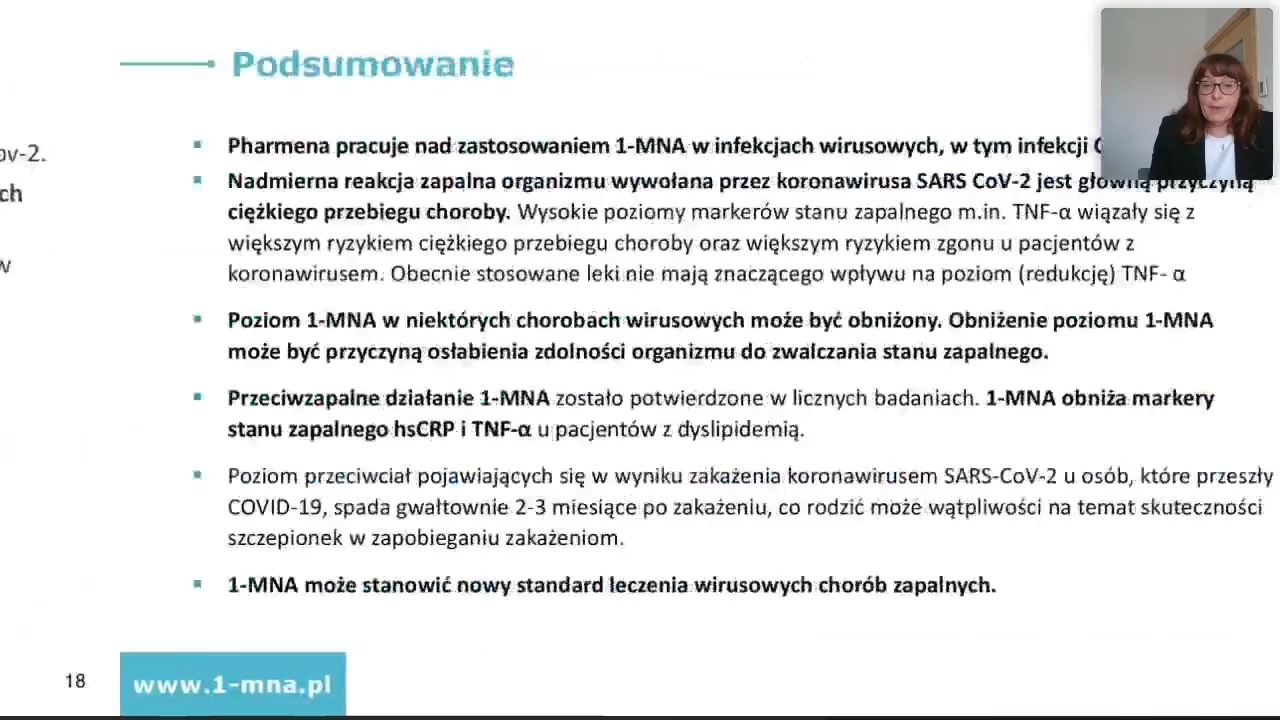 Podsumowanie
ov-2.
ch
w
Pharmena pracuje nad zastosowaniem 1-MNA w infekcjach wirusowych, w tym infekcji
Nadmierna reakcja zapalna organizmu wywołana przez koronawirusa SARS CoV-2 jest główną przyczyną
ciężkiego przebiegu choroby. Wysokie poziomy markerów stanu zapalnego m.in. TNF-α wiązały się z
większym ryzykiem ciężkiego przebiegu choroby oraz większym ryzykiem zgonu u pacjentów z
koronawirusem. Obecnie stosowane leki nie mają znaczącego wpływu na poziom (redukcję) TNF- α
Poziom 1-MNA w niektórych chorobach wirusowych może być obniżony. Obniżenie poziomu 1-MNA
może być przyczyną osłabienia zdolności organizmu do zwalczania stanu zapalnego.
Przeciwzapalne działanie 1-MNA zostało potwierdzone w licznych badaniach. 1-MNA obniża markery
stanu zapalnego hsCRP i TNF-α u pacjentów z dyslipidemią.
Poziom przeciwciał pojawiających się w wyniku zakażenia koronawirusem SARS-CoV-2 u osób, które przeszły
COVID-19, spada gwałtownie 2-3 miesiące po zakażeniu, co rodzić może wątpliwości na temat skuteczności
szczepionek w zapobieganiu zakażeniom.
1-MNA może stanowić nowy standard leczenia wirusowych chorób zapalnych.
18
www.1-mna.pl